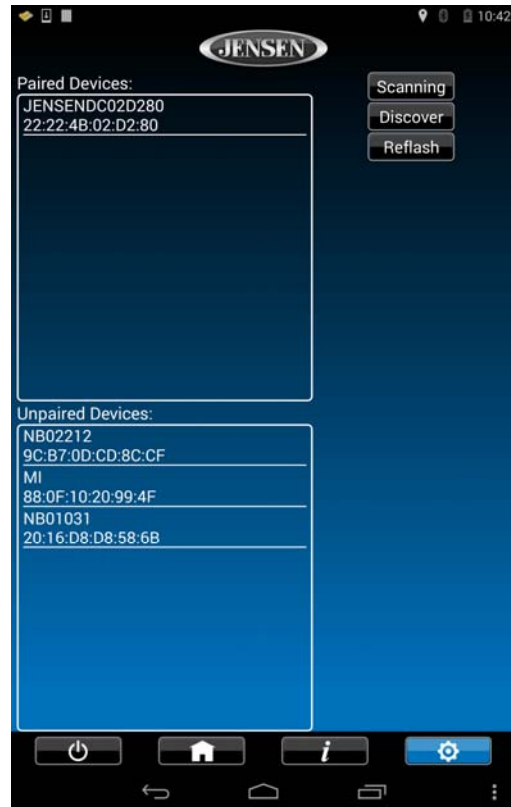 10:42
JENSEN
Paired Devices:
JENSENDC02D280
22:22:4B:02:D2:80
Scanning
Discover
Reflash
Unpaired Devices:
NB02212
9C:B7:0D:CD:8C:CF
MI
88:0F:10:20:99:4F
NB01031
20:16:D8:D8:58:6B
i